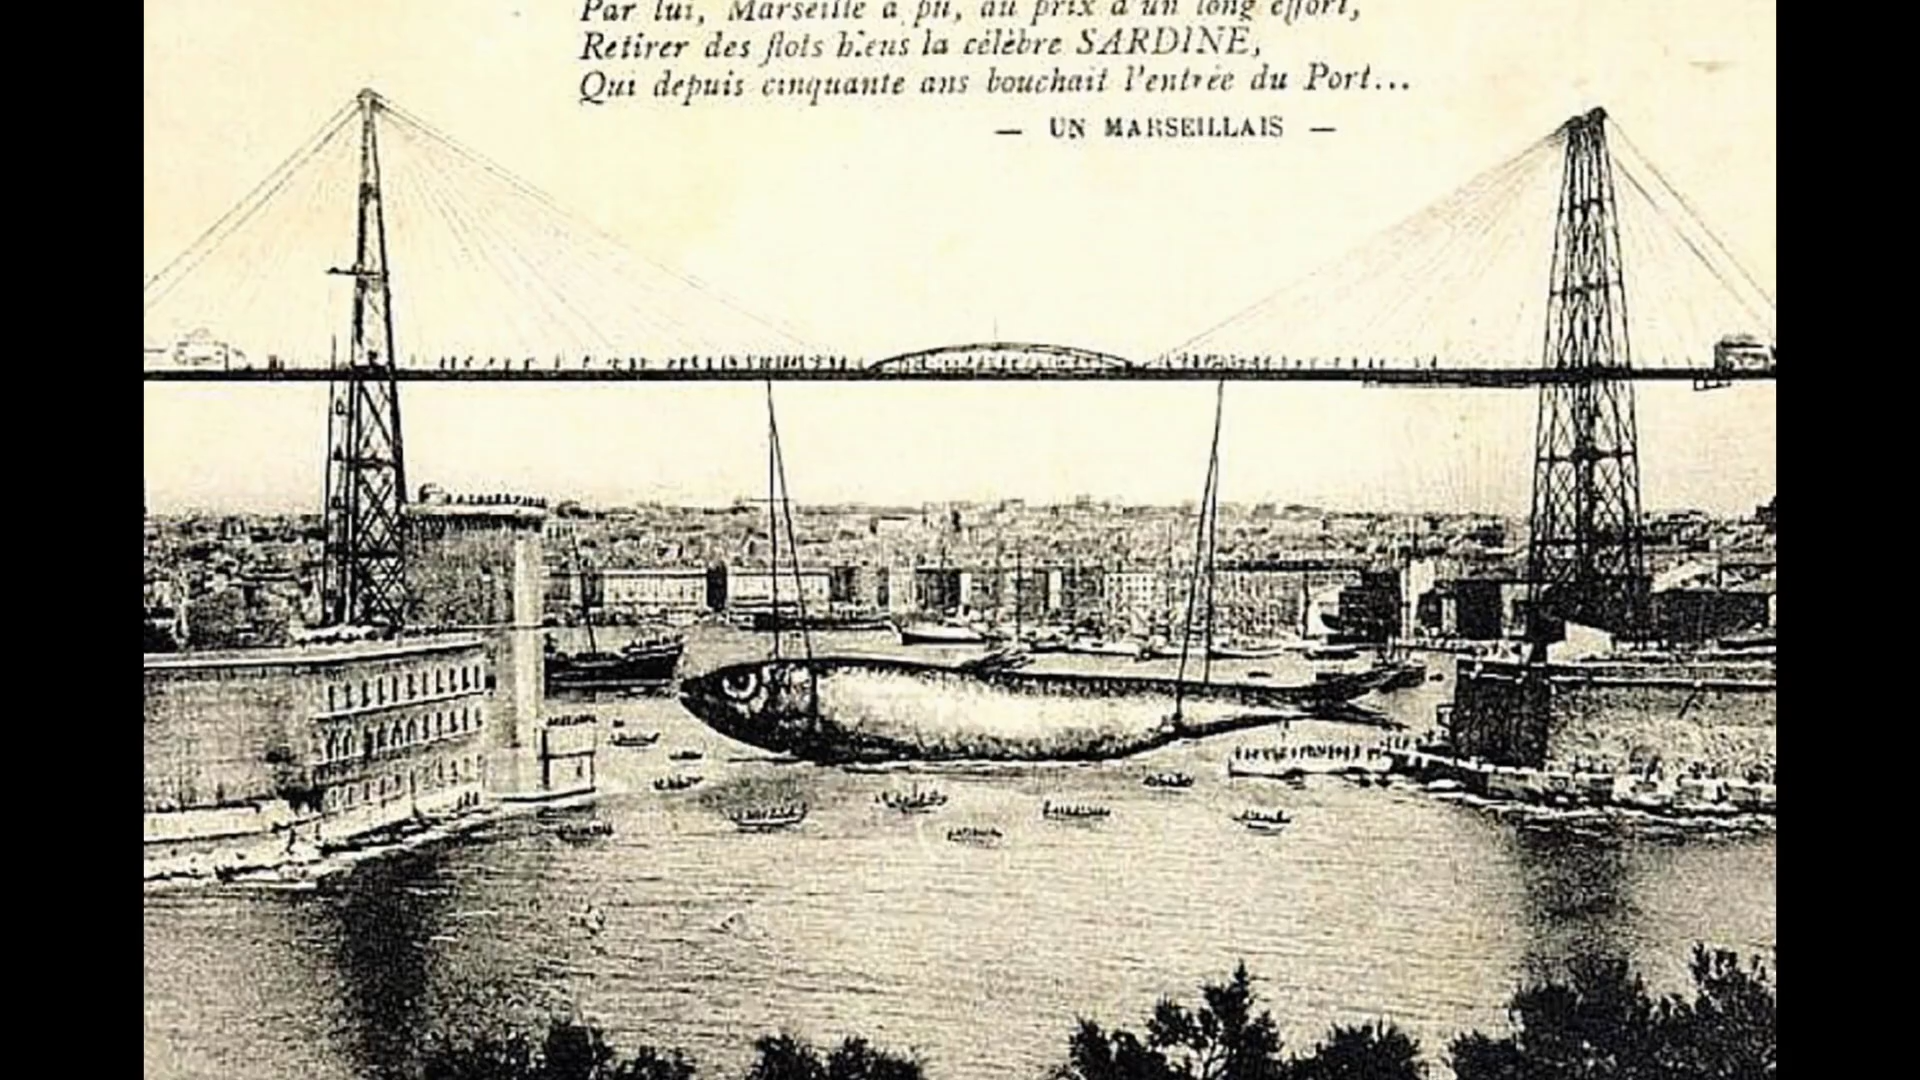 Par lui, Marseille a pu, au prix d'un long effort,
Retirer des flots bleus la célèbre SARDINE,
Qui depuis cinquante ans bouchait l'entrée du Port...
— UN MARSEILLAIS —